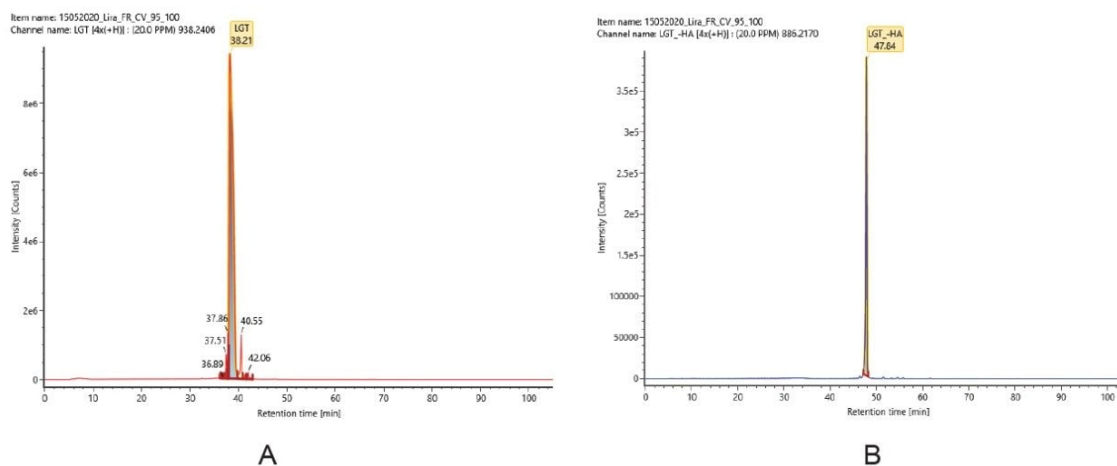 Item name: 15052020_Lira_FR_CV_95_100
Channel name: LGT [4x(+H)] : (20.0 PPM) 938.2406
LGT
38.21
8e6
6e6
4e6
2e6
0
Intensity [Counts]
37.86
40.55
37.51
36.89
42.06
0 10 20 30 40 50 60 70 80 90 100
Retention time [min]
A
Item name: 15052020_Lira_FR_CV_95_100
Channel name: LGT_-HA [4x(+H)] : (20.0 PPM) 886.2170
LGT_-HA
47.84
3.5e5
3e5
2.5e5
2e5
1.5e5
100000
50000
0
Intensity [Counts]
0 10 20 30 40 50 60 70 80 90 100
Retention time [min]
B